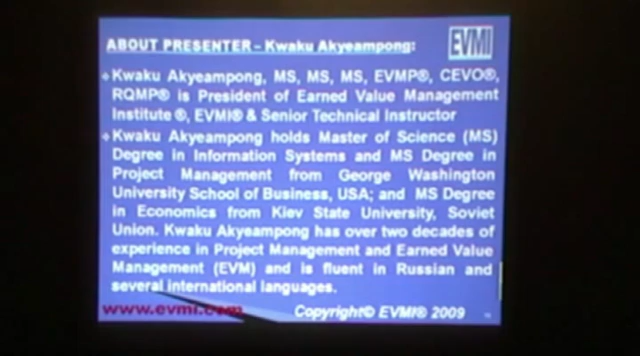 ABOUT PRESENTER – Kwaku Akyeampong:
EVMI
Kwaku Akyeampong, MS, MS, MS, EVMP®, CEVO®,
RQMP® is President of Earned Value Management
Institute ®, EVMI® & Senior Technical Instructor
Kwaku Akyeampong holds Master of Science (MS)
Degree in Information Systems and MS Degree in
Project Management from George Washington
University School of Business, USA; and MS Degree
in Economics from Kiev State University, Soviet
Union. Kwaku Akyeampong has over two decades of
experience in Project Management and Earned Value
Management (EVM) and is fluent in Russian and
several international languages.
www.evmi.com
Copyright© EVMI® 2009